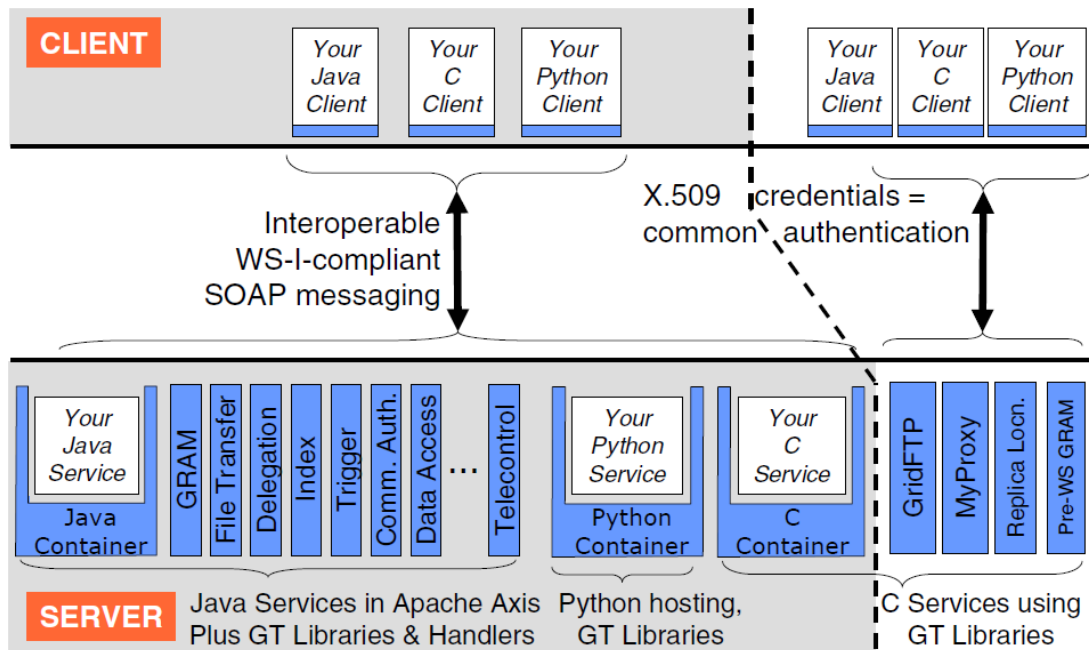 CLIENT
Your
Java
Client
Your
C
Client
Your
Python
Client
Your
Java
Client
Your
C
Client
Your
Python
Client
Interoperable
WS-I-compliant
SOAP messaging
X.509 credentials =
common authentication
Your
Java
Service
Java
Container
GRAM
File Transfer
Delegation
Index
Trigger
Comm. Auth.
Data Access
...
Telecontrol
Your
Python
Service
Python
Container
Your
C
Service
C
Container
GridFTP
MyProxy
Replica Locn.
Pre-WS GRAM
SERVER
Java Services in Apache Axis
Plus GT Libraries & Handlers
Python hosting,
GT Libraries
C Services using
GT Libraries